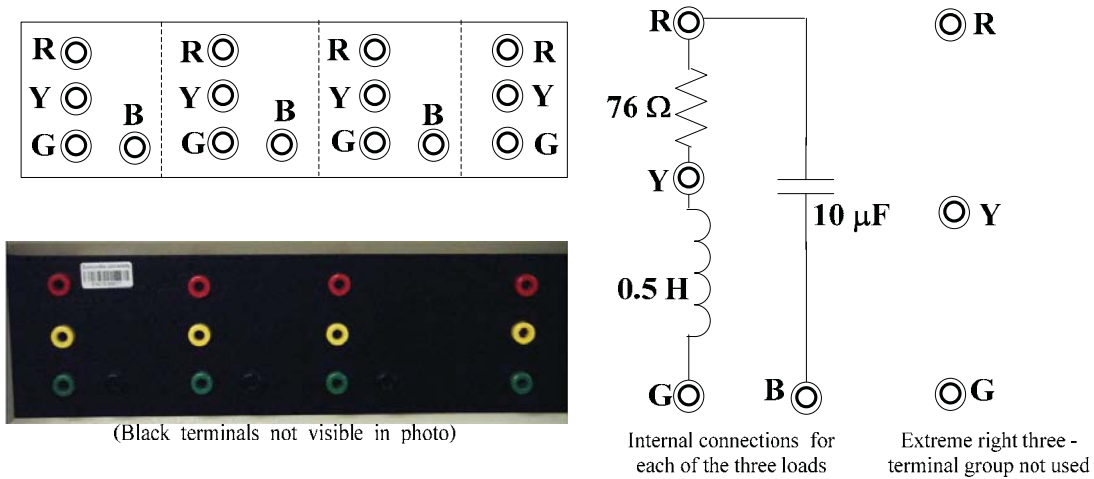 R R R R
Y Y Y Y
B B B
G G G G
(Black terminals not visible in photo)
R R
76 Ω
Y Y
10 μF
0.5 H
G B G
Internal connections for
each of the three loads
Extreme right three -
terminal group not used